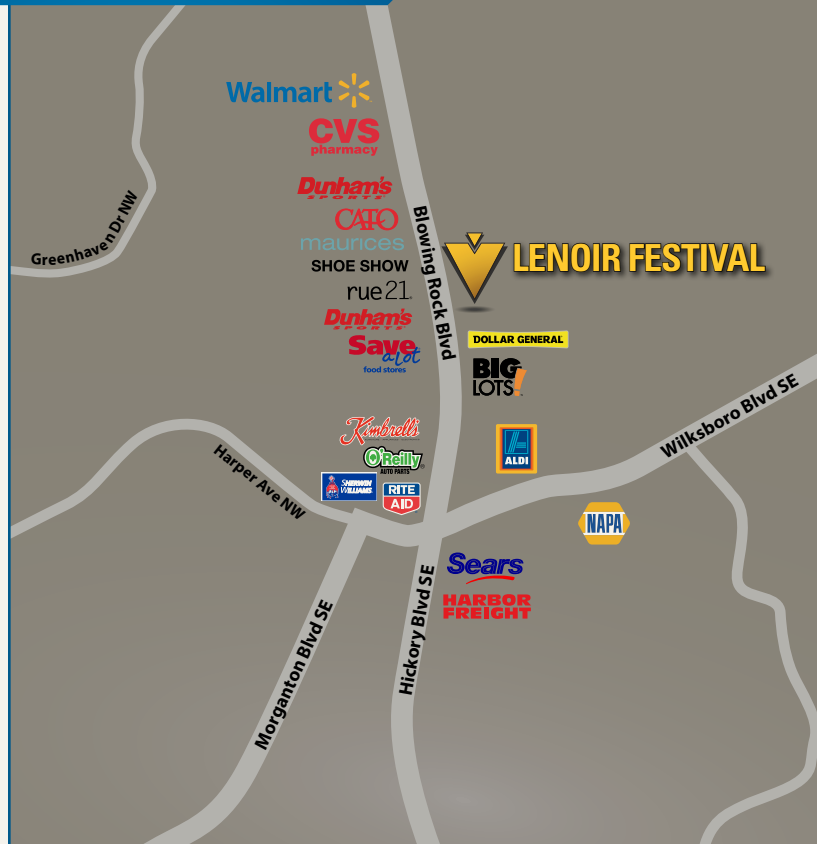 Walmart
CVS
pharmacy
Dunham's
SPORTS
CATO
maurices
SHOE SHOW
rue21
Dunham's
SPORTS
Save
a lot
food stores
Greenhaven Dr NW
Blowing Rock Blvd
LENOIR FESTIVAL
DOLLAR GENERAL
BIG
LOTS!
Wilksboro Blvd SE
Kimbrell's
O'Reilly
AUTO PARTS
SHERWIN
WILLIAMS
RITE
AID
ALDI
Harper Ave NW
NAPA
Sears
HARBOR
FREIGHT
Hickory Blvd SE
Morganton Blvd SE